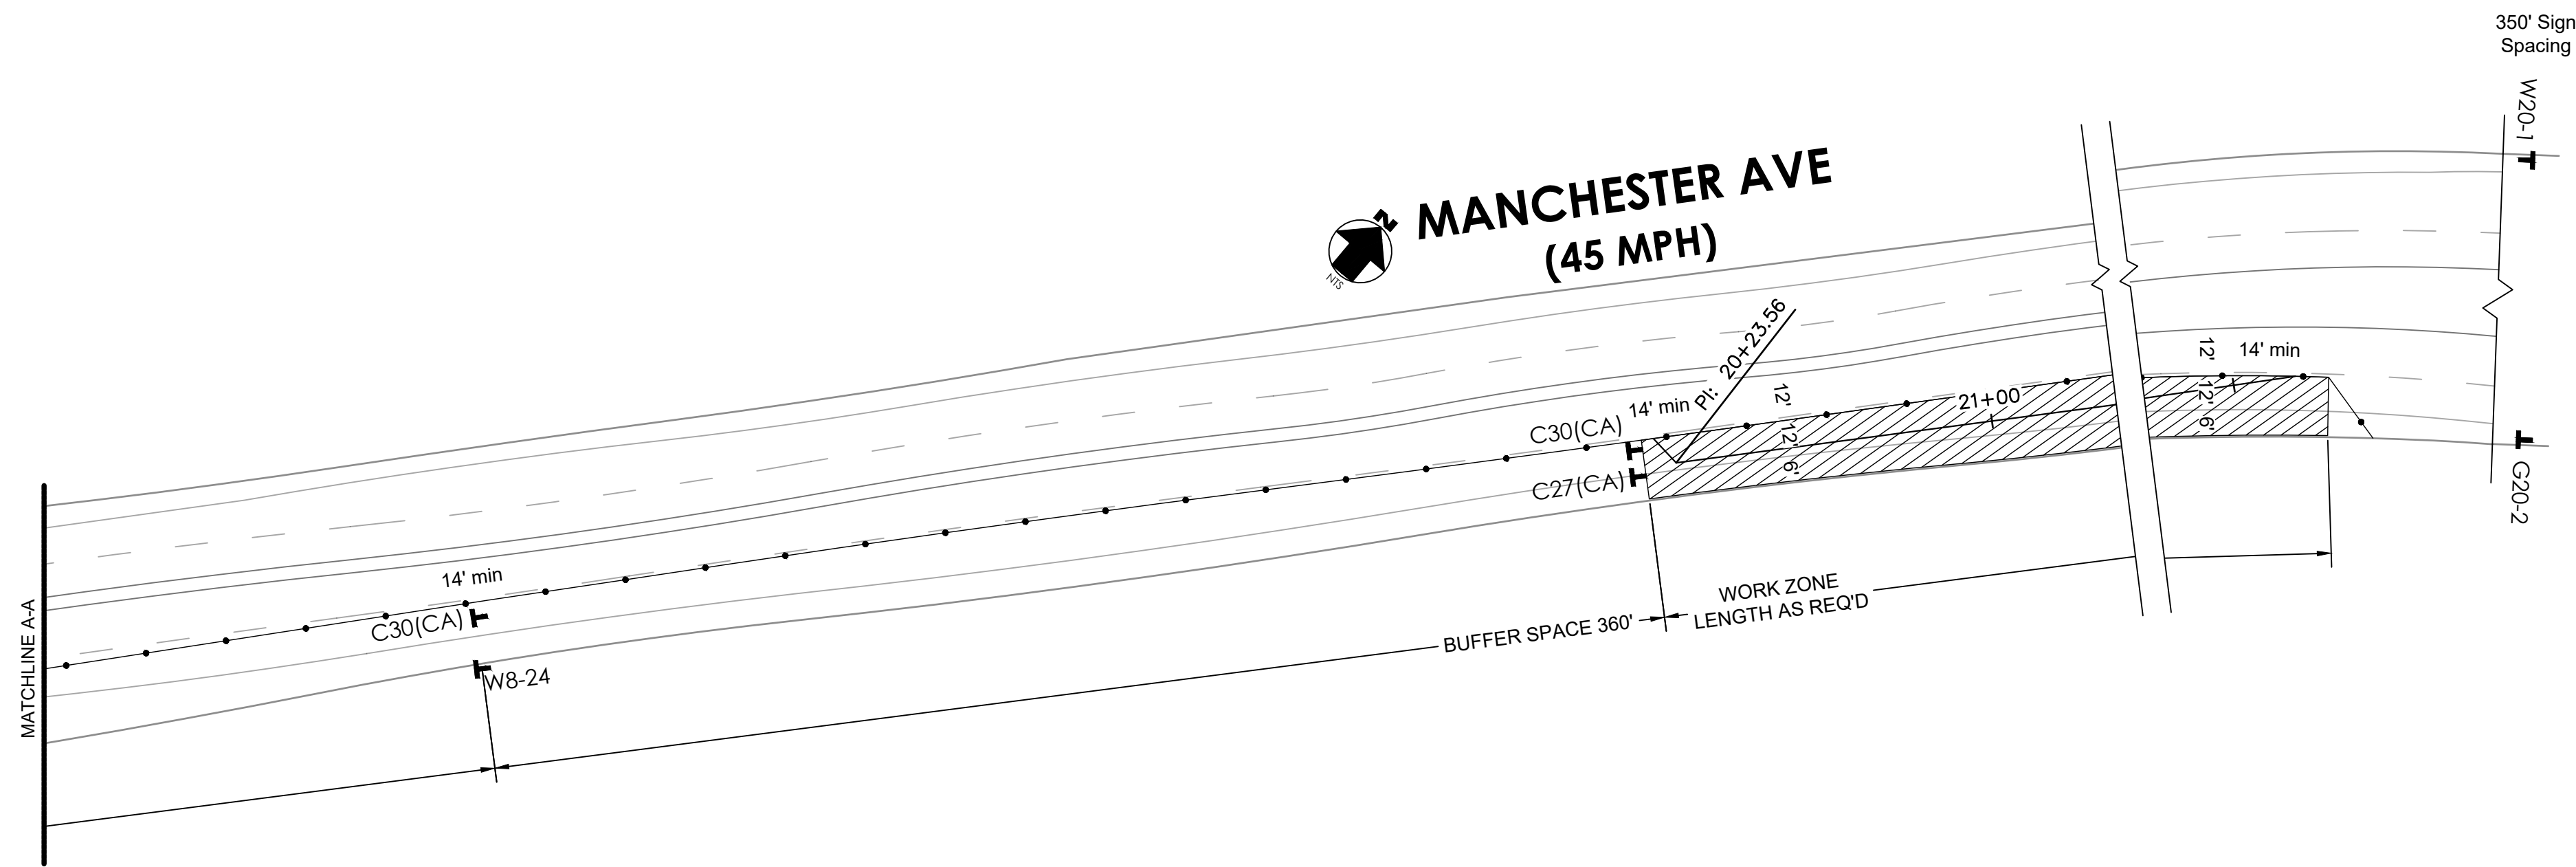 350' Sign
Spacing
W20-1
MANCHESTER AVE
(45 MPH)
N
NTS
PI: 20+23.56
12'
14' min
12'
12'
6'
14' min
C30(CA)
21+00
12'
6'
C27(CA)
G20-2
14' min
C30(CA)
W8-24
MATCHLINE A-A
WORK ZONE
LENGTH AS REQ'D
BUFFER SPACE 360'